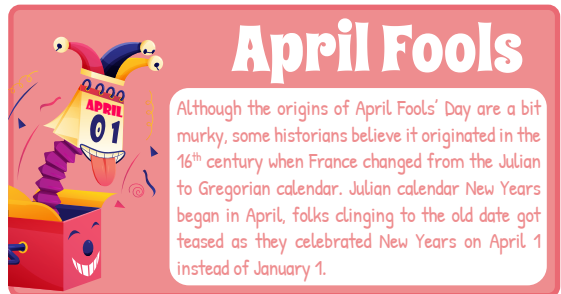 April Fools
APRIL
01
Although the origins of April Fools' Day are a bit
murky, some historians believe it originated in the
16th century when France changed from the Julian
to Gregorian calendar. Julian calendar New Years
began in April, folks clinging to the old date got
teased as they celebrated New Years on April 1
instead of January 1.